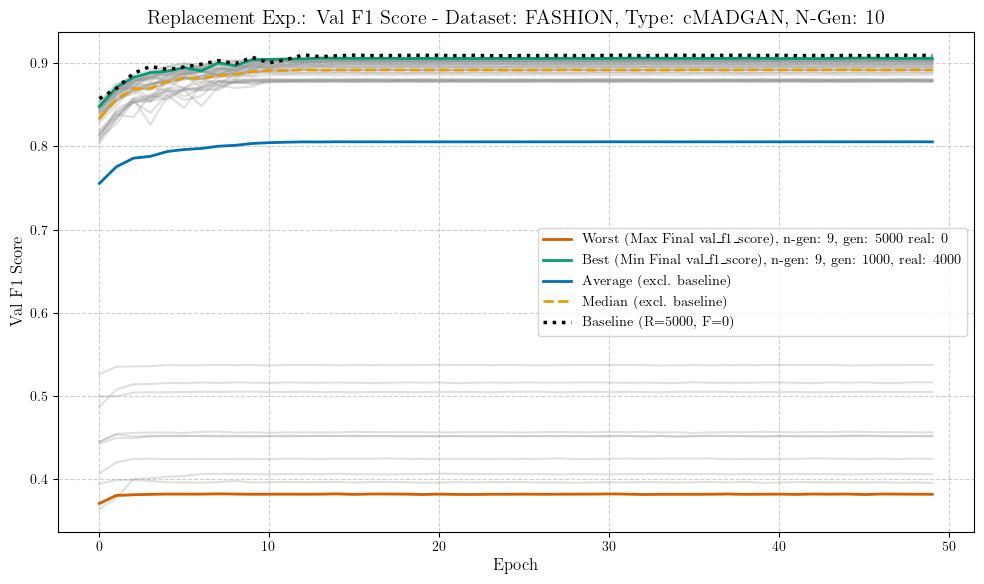 Replacement Exp.: Val F1 Score - Dataset: FASHION, Type: cMADGAN, N-Gen: 10
Val F1 Score
0.9
0.8
0.7
0.6
0.5
0.4
Worst (Max Final val_f1_score), n-gen: 9, gen: 5000 real: 0
Best (Min Final val_f1_score), n-gen: 9, gen: 1000, real: 4000
Average (excl. baseline)
Median (excl. baseline)
Baseline (R=5000, F=0)
0
10
20
30
40
50
Epoch